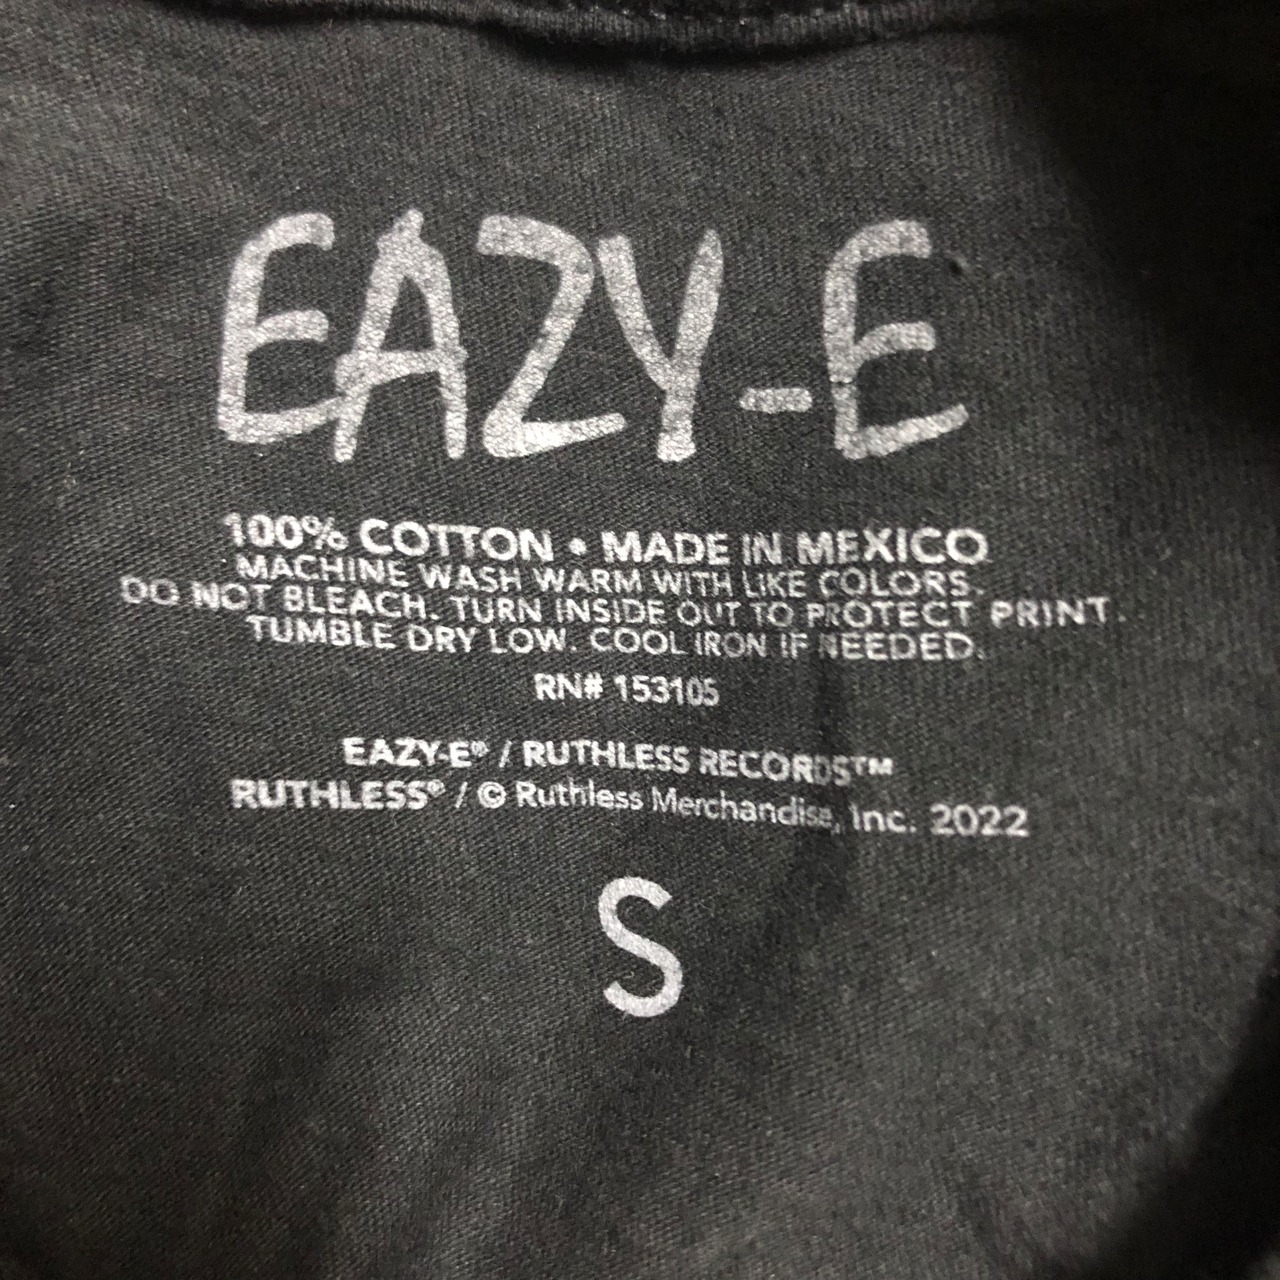 EAZY-E
100% COTTON • MADE IN MEXICO
MACHINE WASH WARM WITH LIKE COLORS.
DO NOT BLEACH. TURN INSIDE OUT TO PROTECT PRINT.
TUMBLE DRY LOW. COOL IRON IF NEEDED.
RN# 153105
EAZY-E® / RUTHLESS RECORDS™
RUTHLESS® / © Ruthless Merchandise, Inc. 2022
S